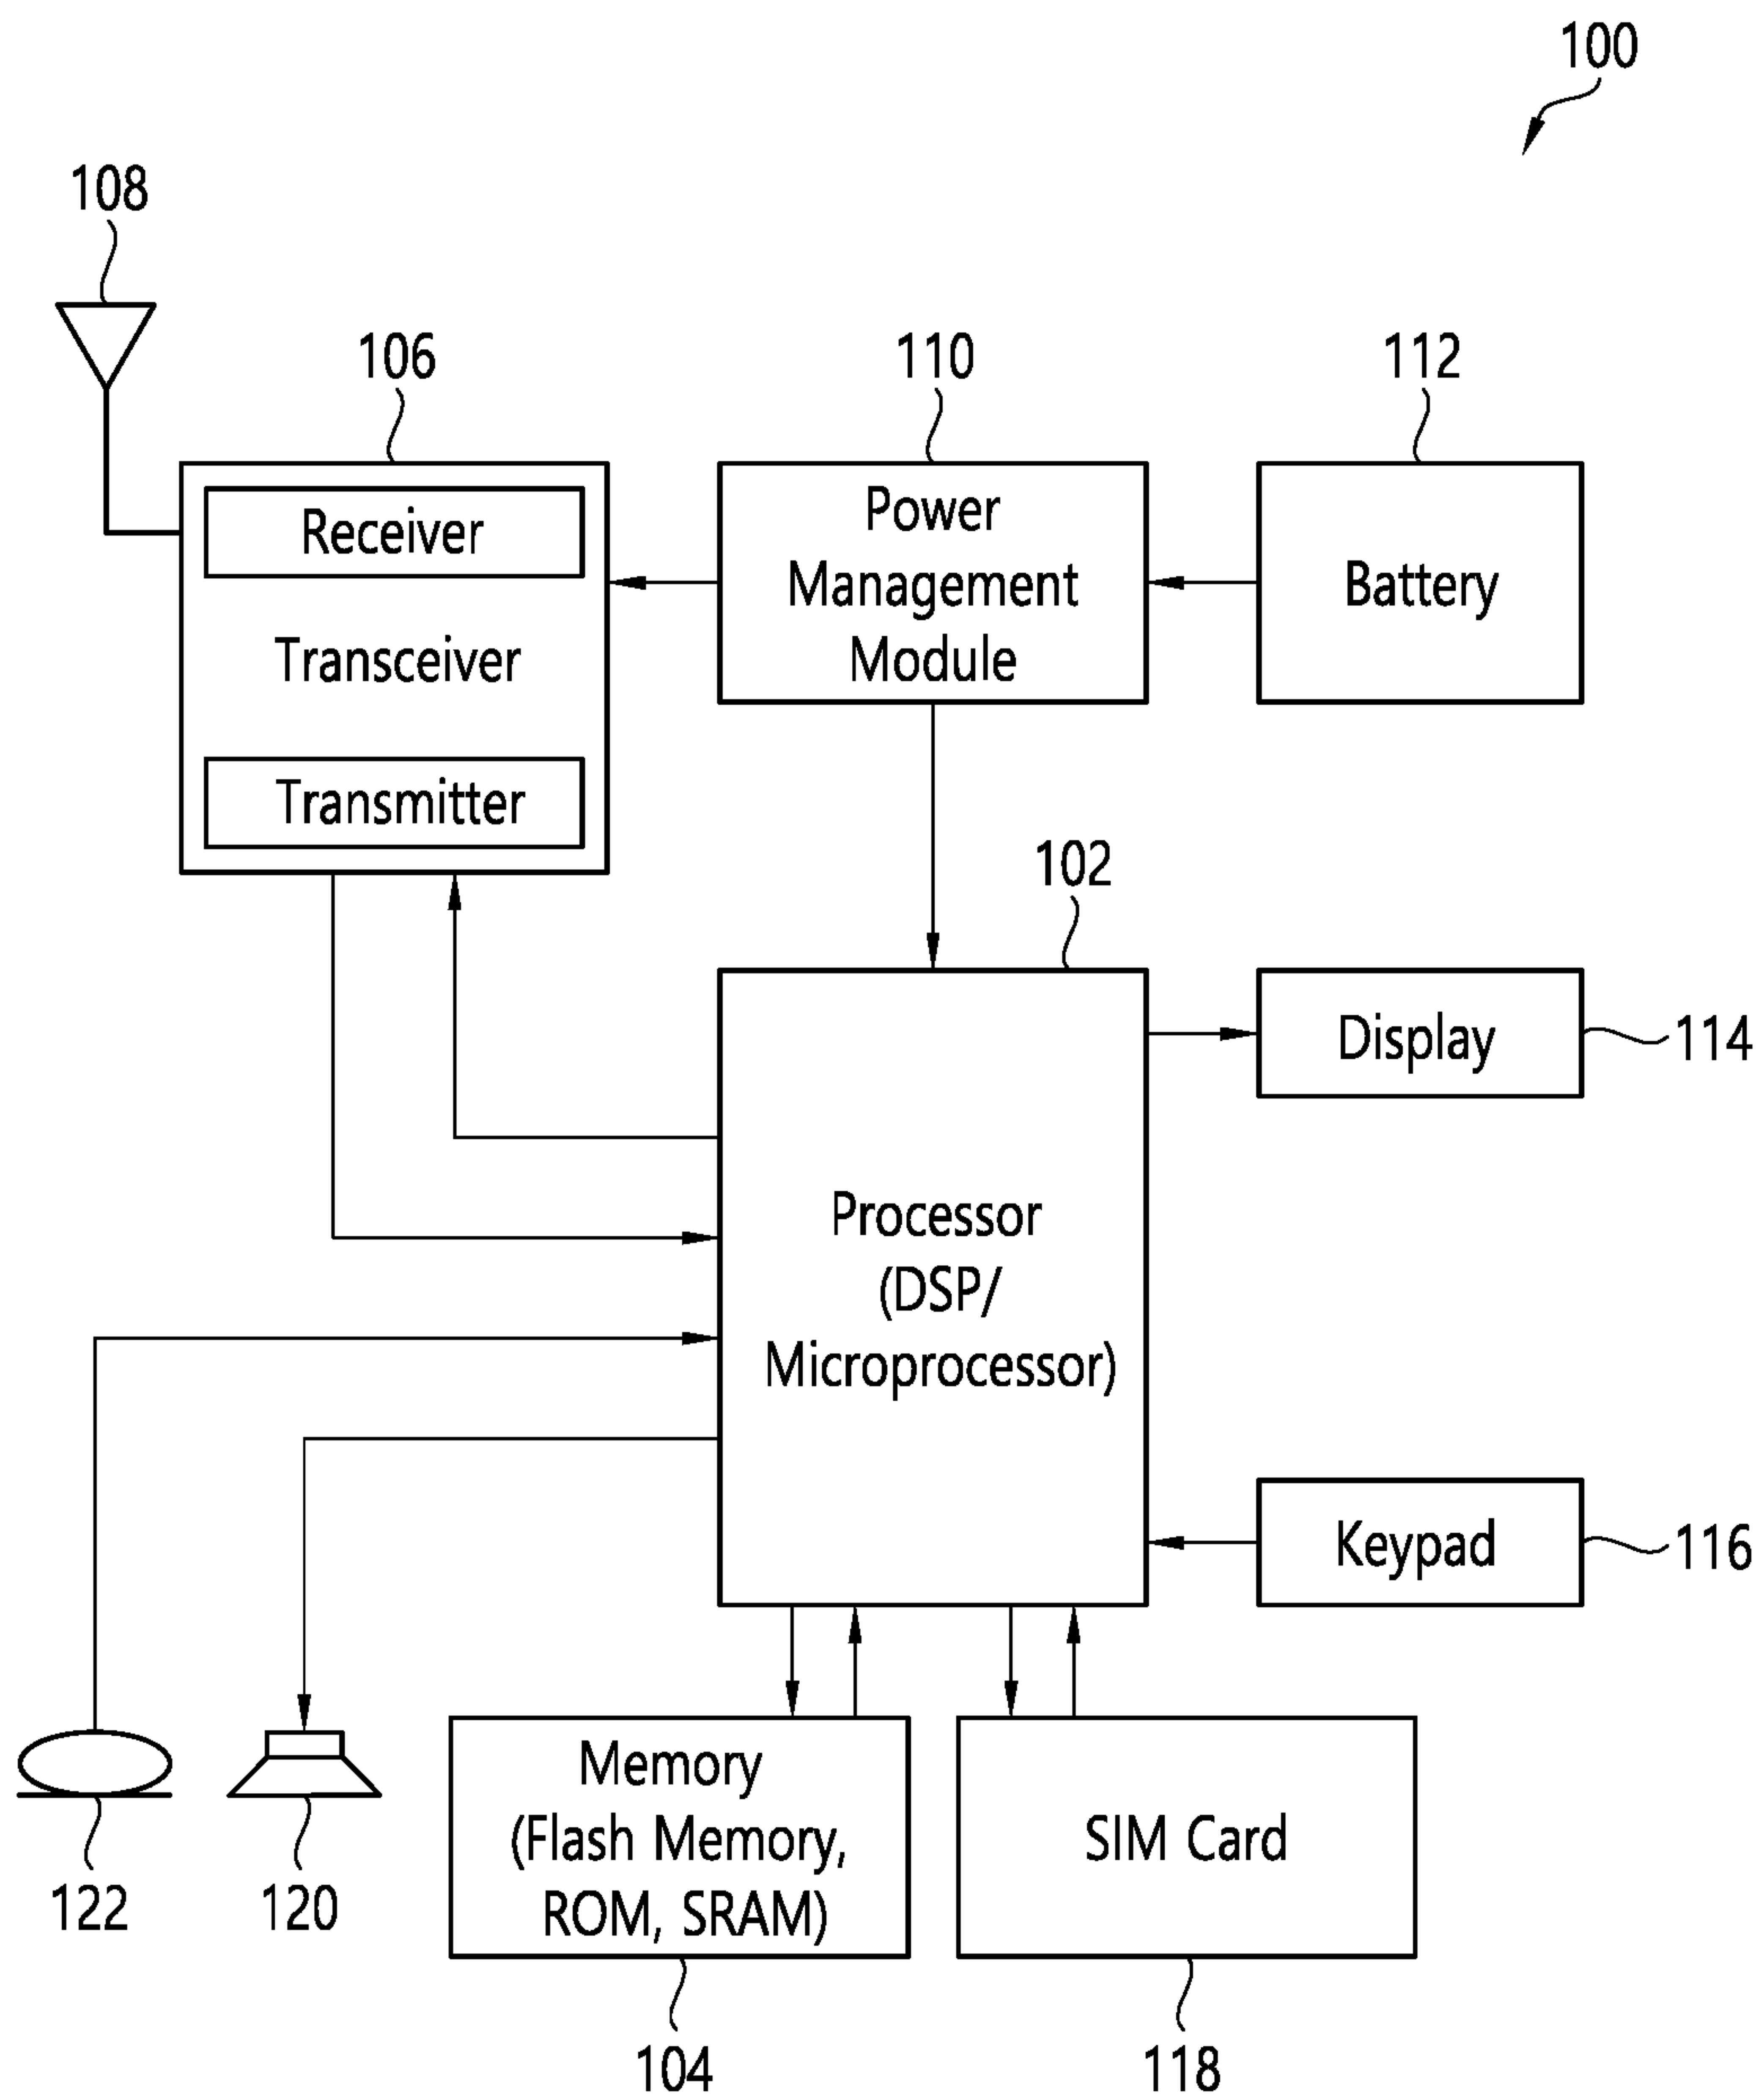 100
108
106
110
112
Receiver
Transceiver
Transmitter
Power
Management
Module
Battery
102
Display
114
Processor
(DSP/
Microprocessor)
Keypad
116
122
120
Memory
(Flash Memory,
ROM, SRAM)
SIM Card
104
118